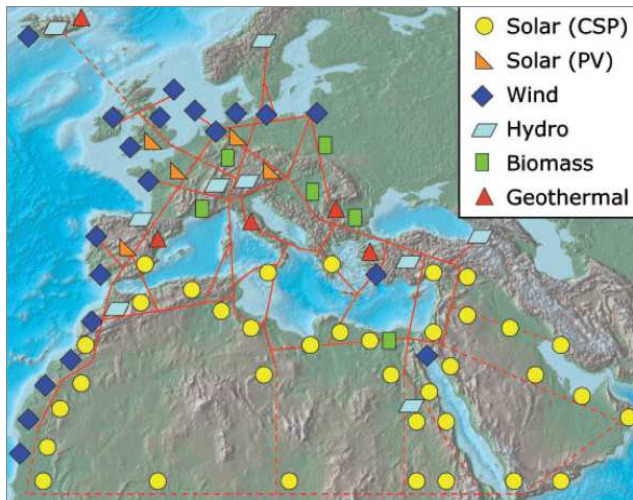 Solar (CSP)
Solar (PV)
Wind
Hydro
Biomass
Geothermal